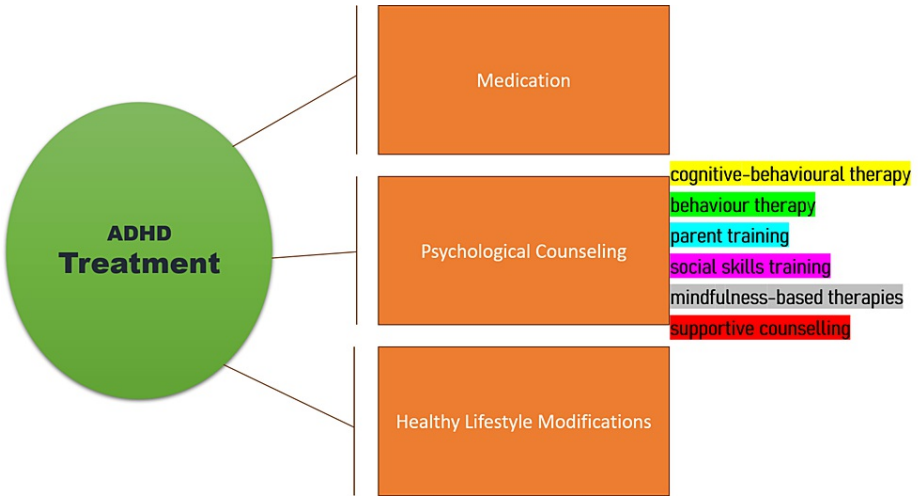 ADHD
Treatment
Medication
Psychological Counseling
cognitive-behavioural therapy
behaviour therapy
parent training
social skills training
mindfulness-based therapies
supportive counselling
Healthy Lifestyle Modifications